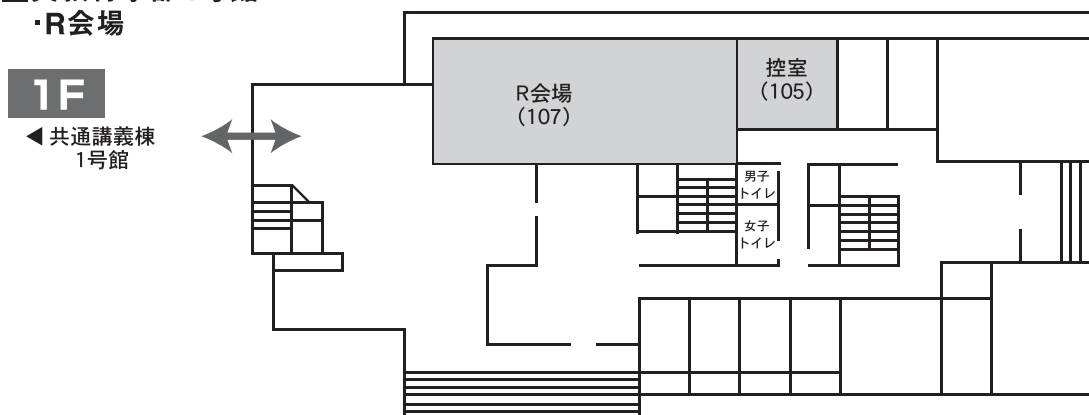 ・R会場
1F
◀ 共通講義棟
1号館
R会場
(107)
控室
(105)
男子
トイレ
女子
トイレ